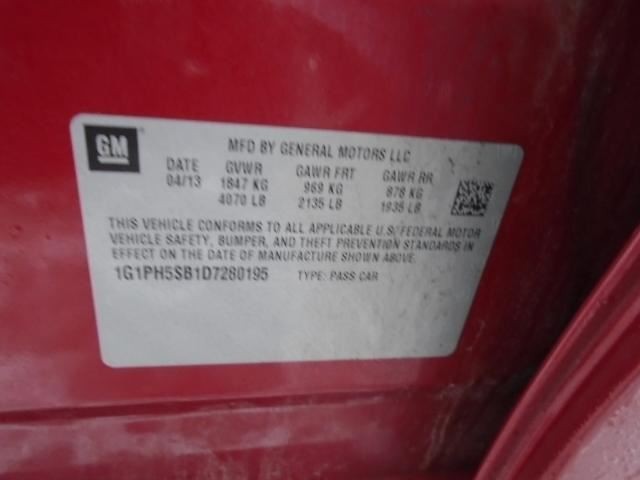 GM
MFD BY GENERAL MOTORS LLC
DATE GVWR GAWR FRT GAWR RR
04/13 1847 KG 969 KG 878 KG
4070 LB 2135 LB 1935 LB
THIS VEHICLE CONFORMS TO ALL APPLICABLE U.S. FEDERAL MOTOR
VEHICLE SAFETY, BUMPER, AND THEFT PREVENTION STANDARDS IN
EFFECT ON THE DATE OF MANUFACTURE SHOWN ABOVE.
1G1PH5SB1D7280195 TYPE: PASS CAR